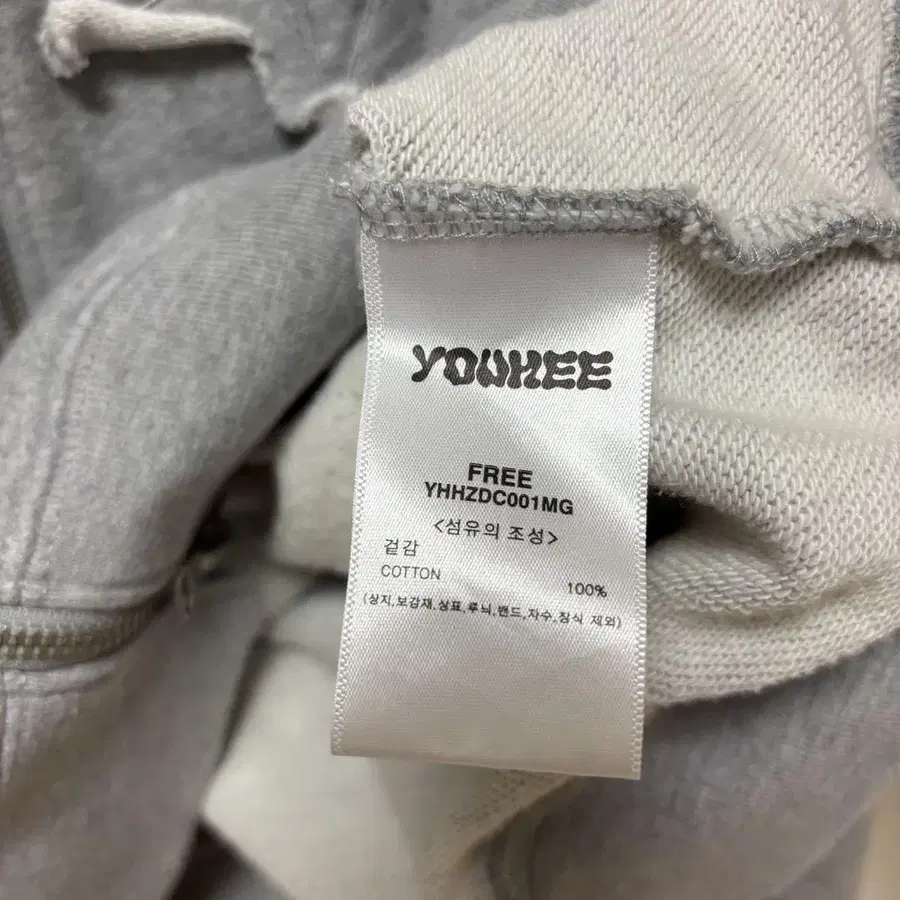 YOUHEE
FREE
YHHZDC001MG
<섬유의 조성>
겉감
COTTON 100%
(상지,보강재,상표,루닉,밴드,자수,장식 제외)